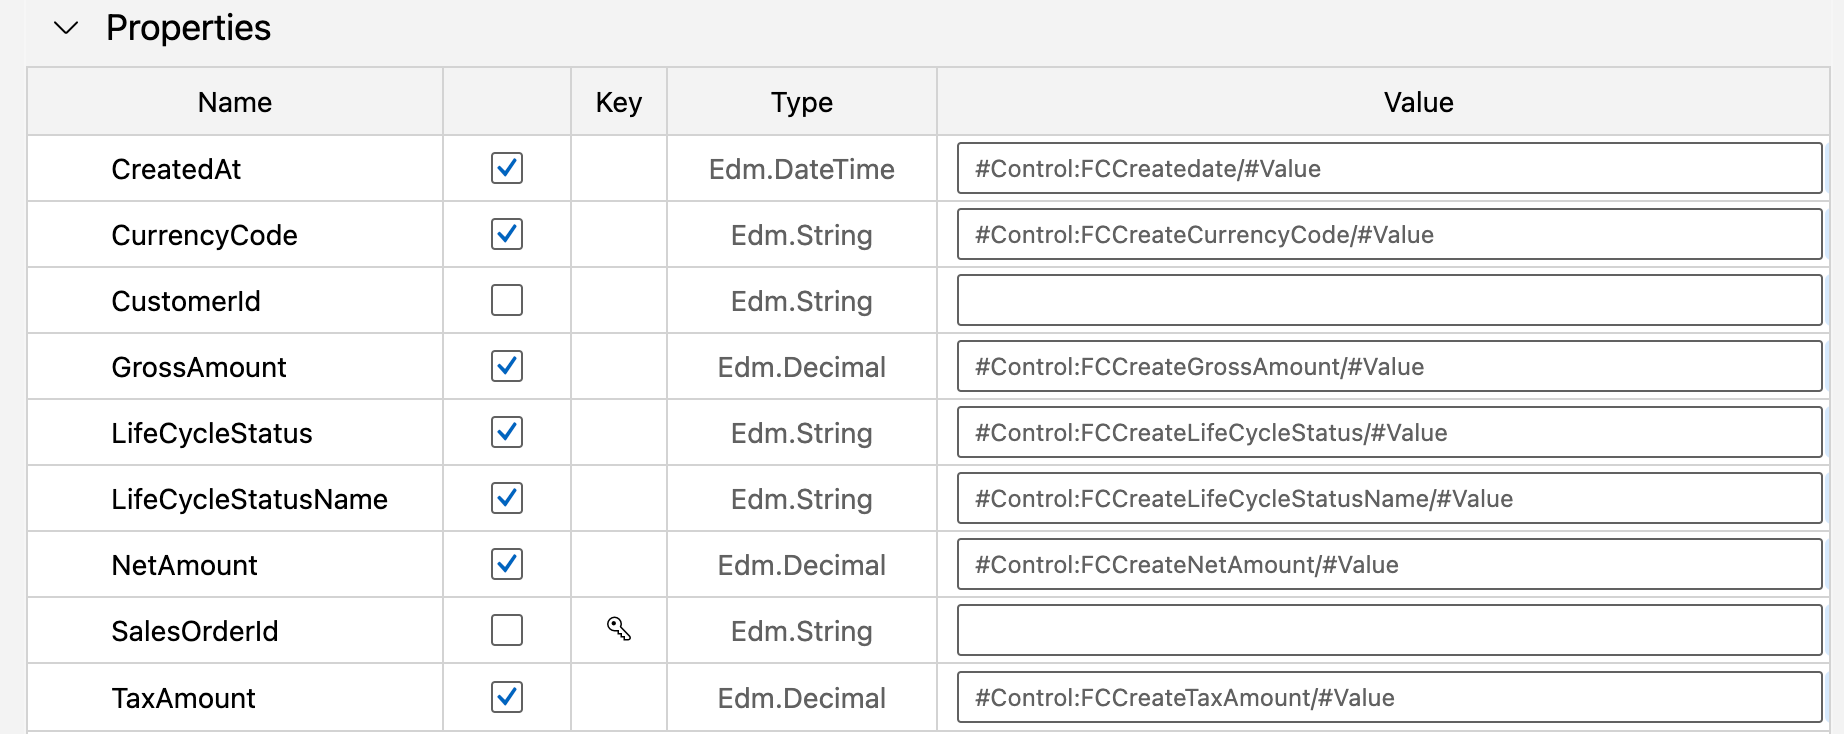 Properties
Name Key Type Value
CreatedAt Edm.DateTime #Control:FCCreatedate/#Value
CurrencyCode Edm.String #Control:FCCreateCurrencyCode/#Value
CustomerId Edm.String
GrossAmount Edm.Decimal #Control:FCCreateGrossAmount/#Value
LifeCycleStatus Edm.String #Control:FCCreateLifeCycleStatus/#Value
LifeCycleStatusName Edm.String #Control:FCCreateLifeCycleStatusName/#Value
NetAmount Edm.Decimal #Control:FCCreateNetAmount/#Value
SalesOrderId Edm.String
TaxAmount Edm.Decimal #Control:FCCreateTaxAmount/#Value